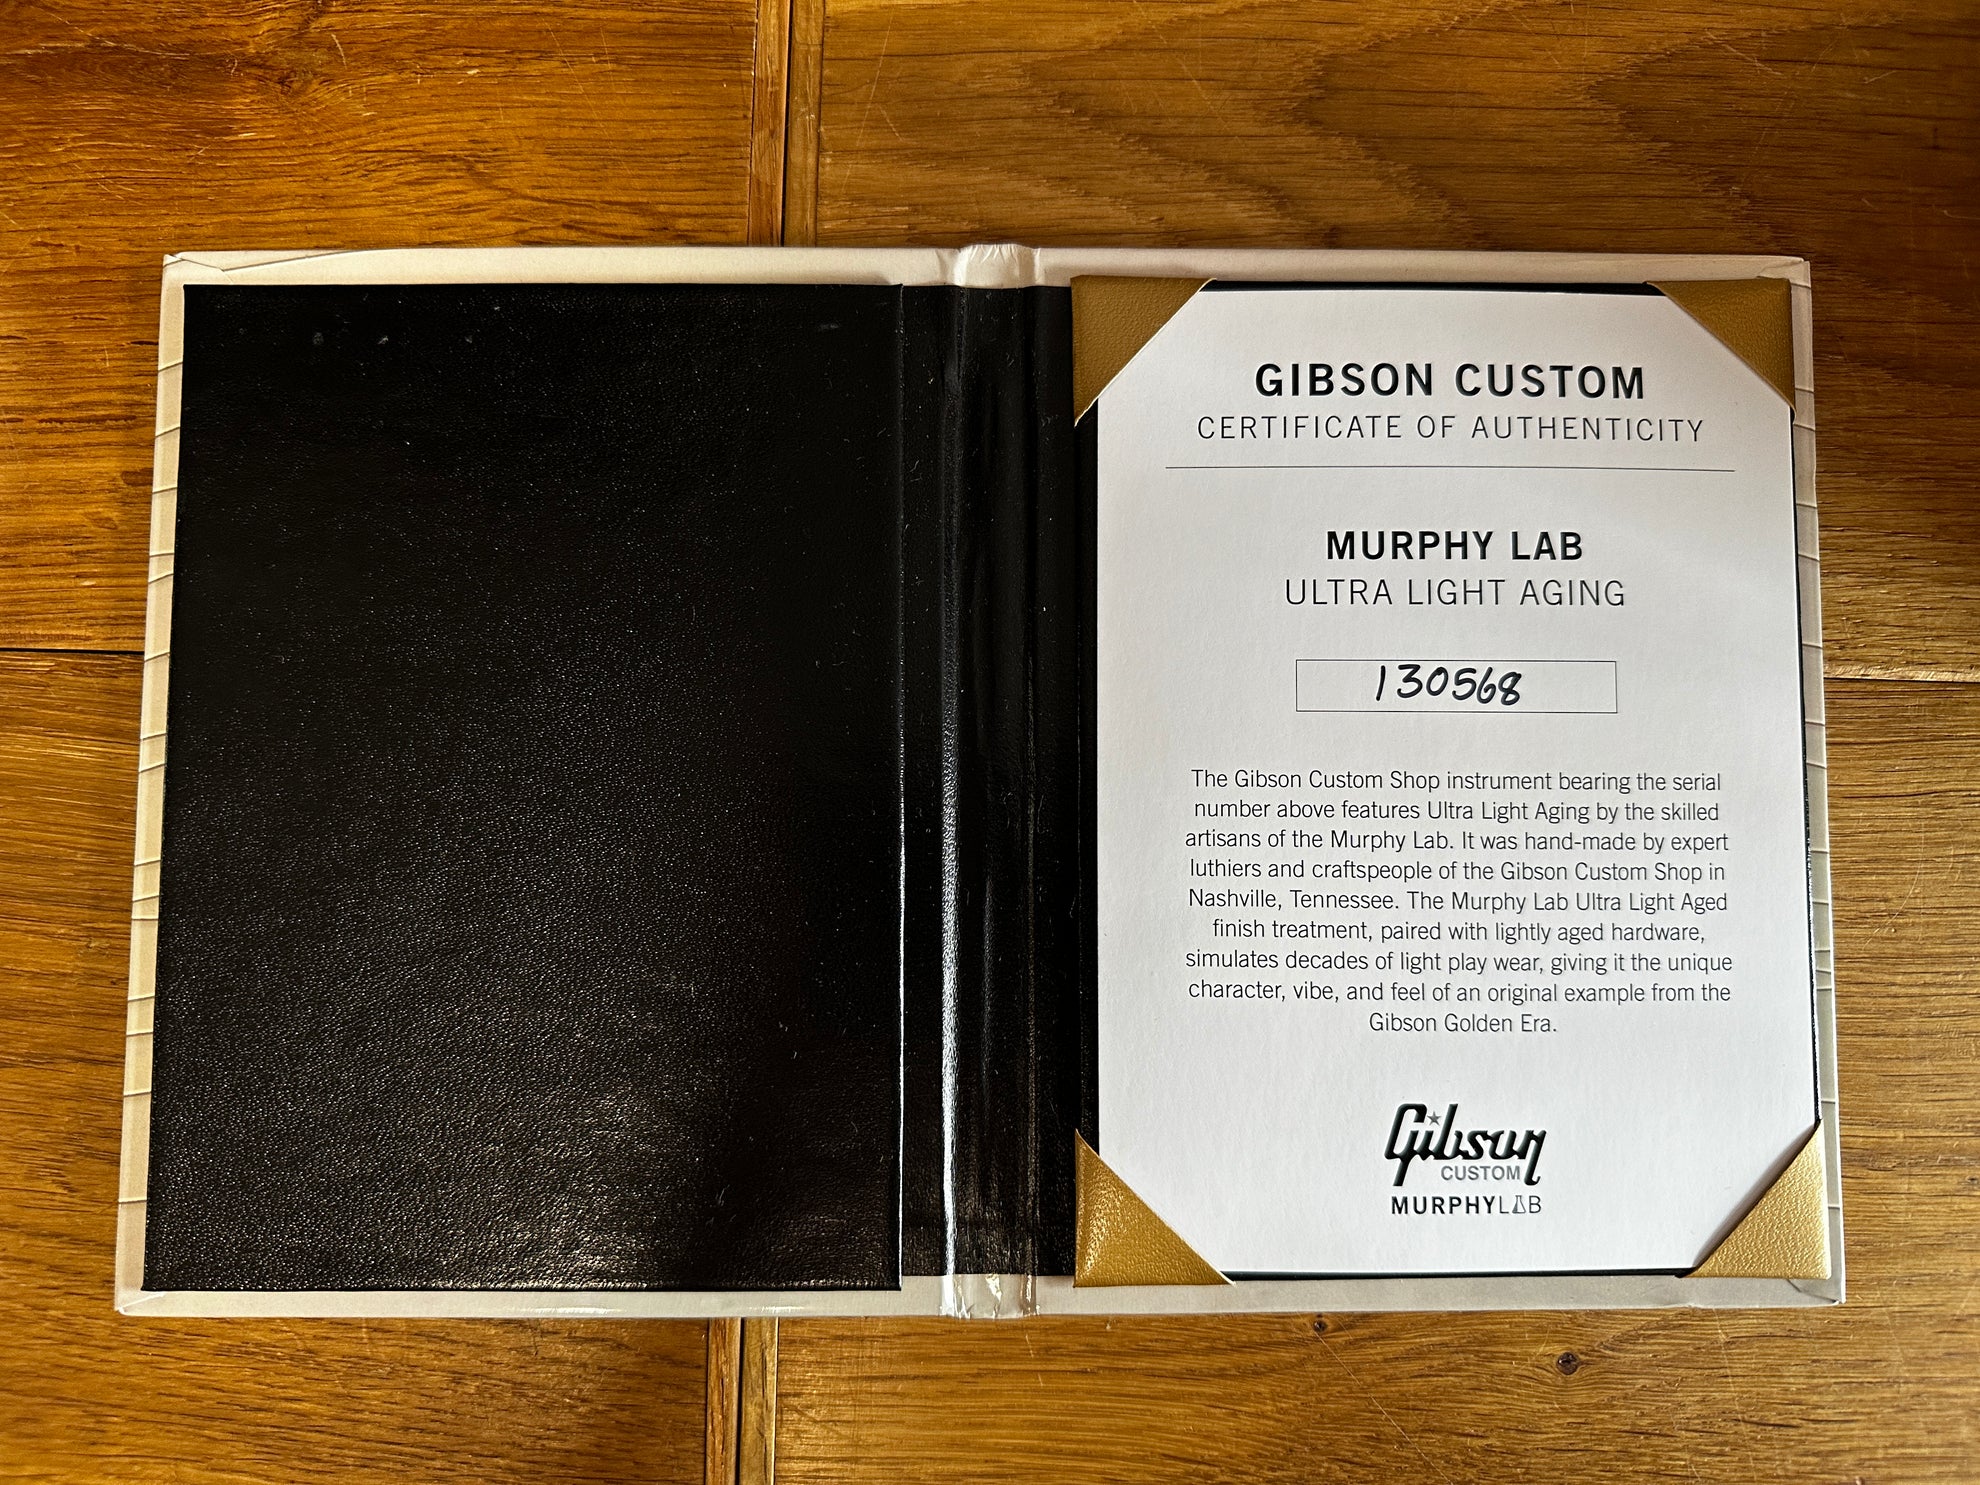 GIBSON CUSTOM
CERTIFICATE OF AUTHENTICITY
MURPHY LAB
ULTRA LIGHT AGING
130568
The Gibson Custom Shop instrument bearing the serial
number above features Ultra Light Aging by the skilled
artisans of the Murphy Lab. It was hand-made by expert
luthiers and craftspeople of the Gibson Custom Shop in
Nashville, Tennessee. The Murphy Lab Ultra Light Aged
finish treatment, paired with lightly aged hardware,
simulates decades of light play wear, giving it the unique
character, vibe, and feel of an original example from the
Gibson Golden Era.
Gibson
CUSTOM
MURPHYLAB